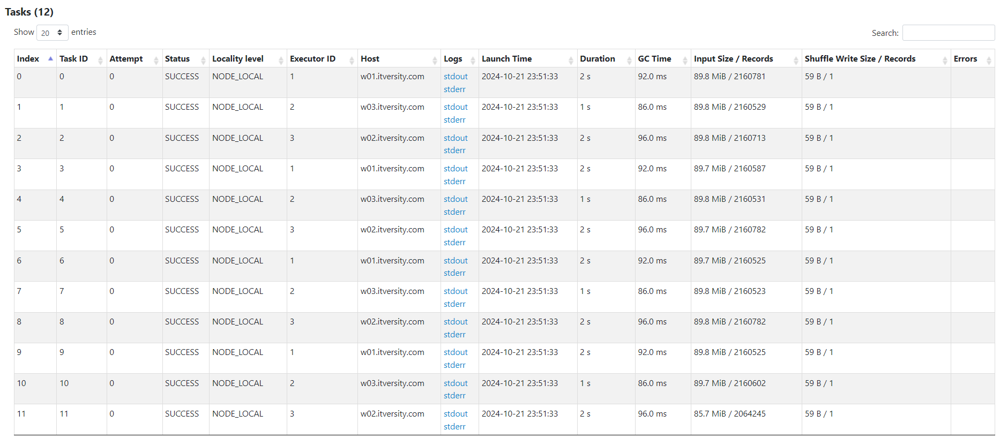 Tasks (12)
Show 20 entries Search:
Index Task ID Attempt Status Locality level Executor ID Host Logs Launch Time Duration GC Time Input Size / Records Shuffle Write Size / Records Errors
0 0 0 SUCCESS NODE_LOCAL 1 w01.itversity.com stdout 2024-10-21 23:51:33 2 s 92.0 ms 89.8 MiB / 2160781 59 B / 1
stderr
1 1 0 SUCCESS NODE_LOCAL 2 w03.itversity.com stdout 2024-10-21 23:51:33 1 s 86.0 ms 89.8 MiB / 2160529 59 B / 1
stderr
2 2 0 SUCCESS NODE_LOCAL 3 w02.itversity.com stdout 2024-10-21 23:51:33 2 s 96.0 ms 89.8 MiB / 2160713 59 B / 1
stderr
3 3 0 SUCCESS NODE_LOCAL 1 w01.itversity.com stdout 2024-10-21 23:51:33 2 s 92.0 ms 89.7 MiB / 2160587 59 B / 1
stderr
4 4 0 SUCCESS NODE_LOCAL 2 w03.itversity.com stdout 2024-10-21 23:51:33 1 s 86.0 ms 89.8 MiB / 2160531 59 B / 1
stderr
5 5 0 SUCCESS NODE_LOCAL 3 w02.itversity.com stdout 2024-10-21 23:51:33 2 s 96.0 ms 89.7 MiB / 2160782 59 B / 1
stderr
6 6 0 SUCCESS NODE_LOCAL 1 w01.itversity.com stdout 2024-10-21 23:51:33 2 s 92.0 ms 89.7 MiB / 2160525 59 B / 1
stderr
7 7 0 SUCCESS NODE_LOCAL 2 w03.itversity.com stdout 2024-10-21 23:51:33 1 s 86.0 ms 89.8 MiB / 2160523 59 B / 1
stderr
8 8 0 SUCCESS NODE_LOCAL 3 w02.itversity.com stdout 2024-10-21 23:51:33 2 s 96.0 ms 89.8 MiB / 2160782 59 B / 1
stderr
9 9 0 SUCCESS NODE_LOCAL 1 w01.itversity.com stdout 2024-10-21 23:51:33 2 s 92.0 ms 89.8 MiB / 2160525 59 B / 1
stderr
10 10 0 SUCCESS NODE_LOCAL 2 w03.itversity.com stdout 2024-10-21 23:51:33 1 s 86.0 ms 89.7 MiB / 2160602 59 B / 1
stderr
11 11 0 SUCCESS NODE_LOCAL 3 w02.itversity.com stdout 2024-10-21 23:51:33 2 s 96.0 ms 85.7 MiB / 2064245 59 B / 1
stderr